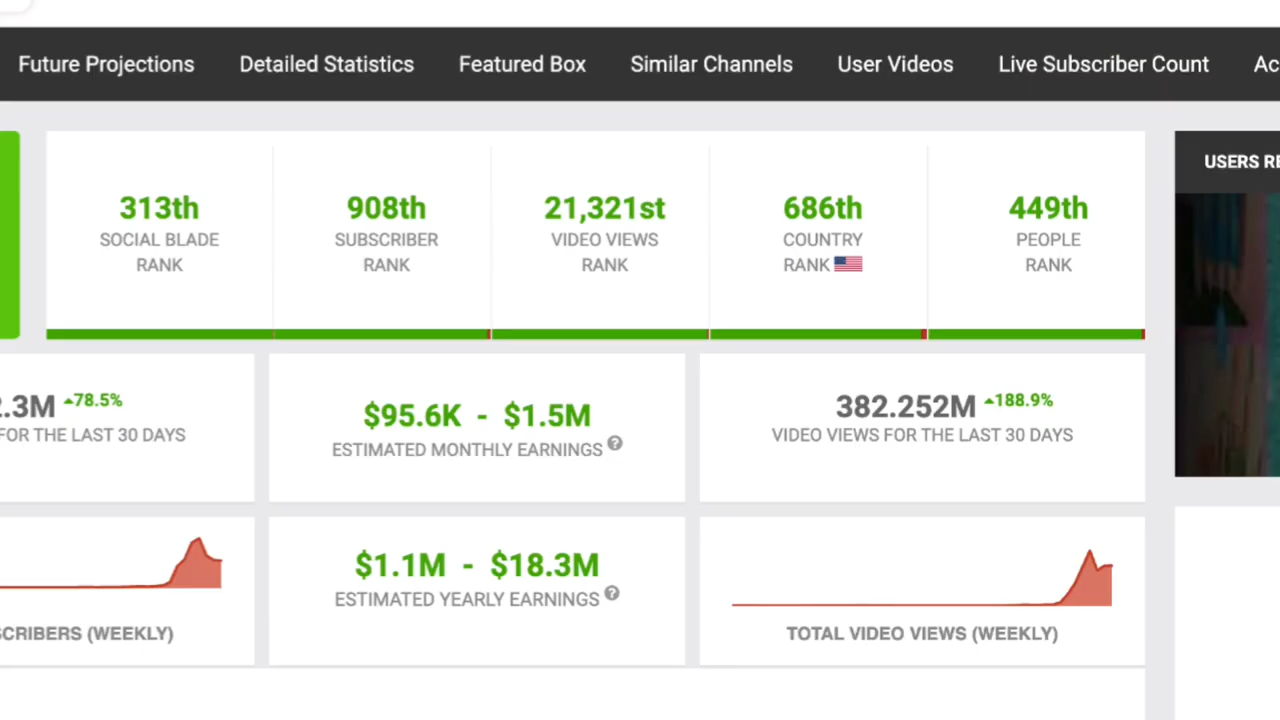 Future Projections Detailed Statistics Featured Box Similar Channels User Videos Live Subscriber Count
313th
SOCIAL BLADE
RANK
908th
SUBSCRIBER
RANK
21,321st
VIDEO VIEWS
RANK
686th
COUNTRY
RANK
449th
PEOPLE
RANK
USERS
.3M 78.5%
FOR THE LAST 30 DAYS
$95.6K - $1.5M
ESTIMATED MONTHLY EARNINGS ?
382.252M 188.9%
VIDEO VIEWS FOR THE LAST 30 DAYS
SCRIBERS (WEEKLY)
$1.1M - $18.3M
ESTIMATED YEARLY EARNINGS ?
TOTAL VIDEO VIEWS (WEEKLY)